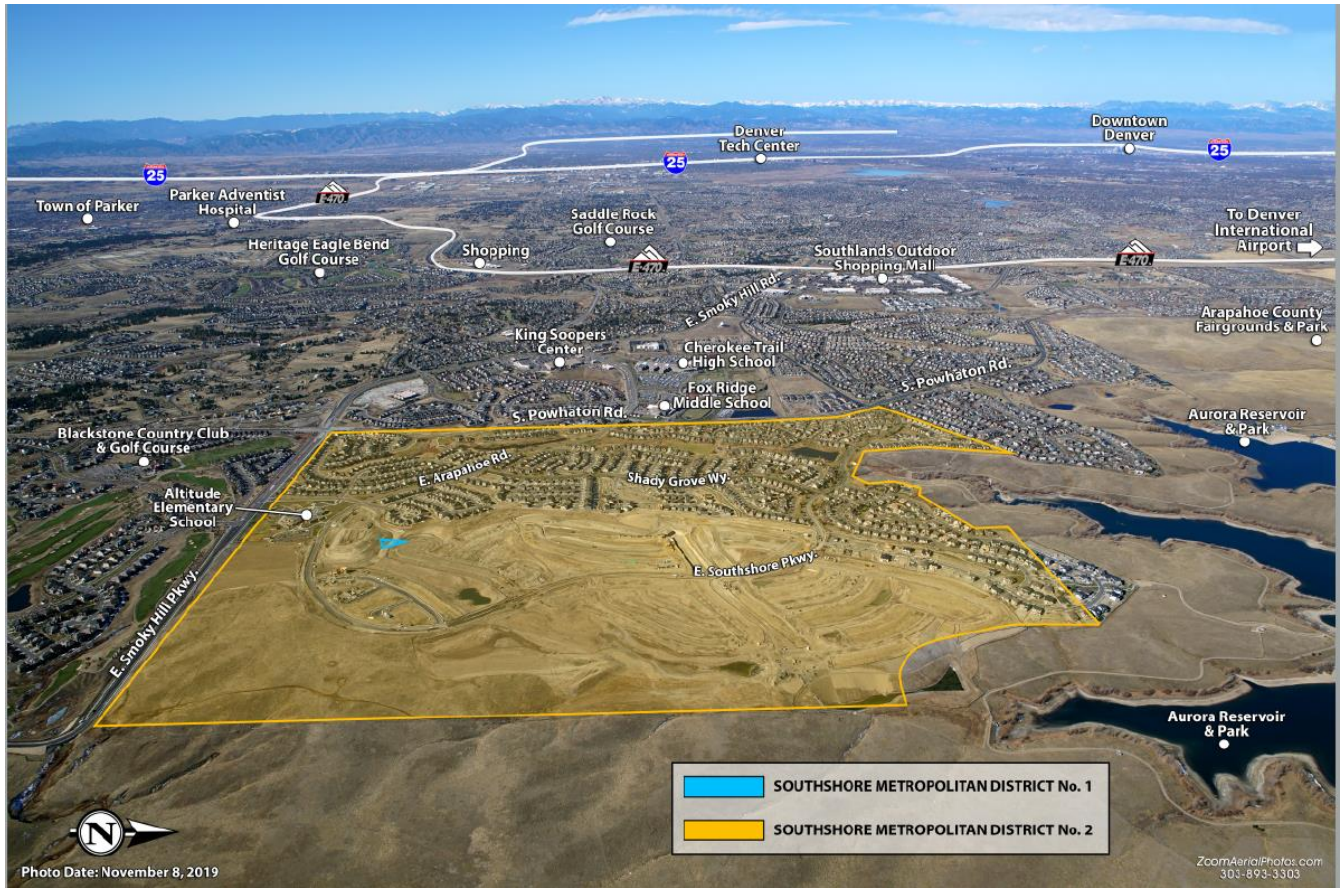 Downtown
Denver
Denver
Tech Center
25
25
25
E-470
Town of Parker
Parker Adventist
Hospital
Saddle Rock
Golf Course
To Denver
International
Airport
Heritage Eagle Bend
Golf Course
Shopping
E-470
Southlands Outdoor
Shopping Mall
E-470
E. Smoky Hill Rd.
Arapahoe County
Fairgrounds & Park
King Soopers
Center
Cherokee Trail
High School
Fox Ridge
Middle School
S. Powhaton Rd.
S. Powhaton Rd.
Aurora Reservoir
& Park
Blackstone Country Club
& Golf Course
E. Arapahoe Rd.
Shady Grove Wy.
Altitude
Elementary
School
E. Southshore Pkwy.
E. Smoky Hill Pkwy.
Aurora Reservoir
& Park
SOUTHSHORE METROPOLITAN DISTRICT No. 1
SOUTHSHORE METROPOLITAN DISTRICT No. 2
N
Photo Date: November 8, 2019
ZoomAerialPhotos.com
303-893-3303